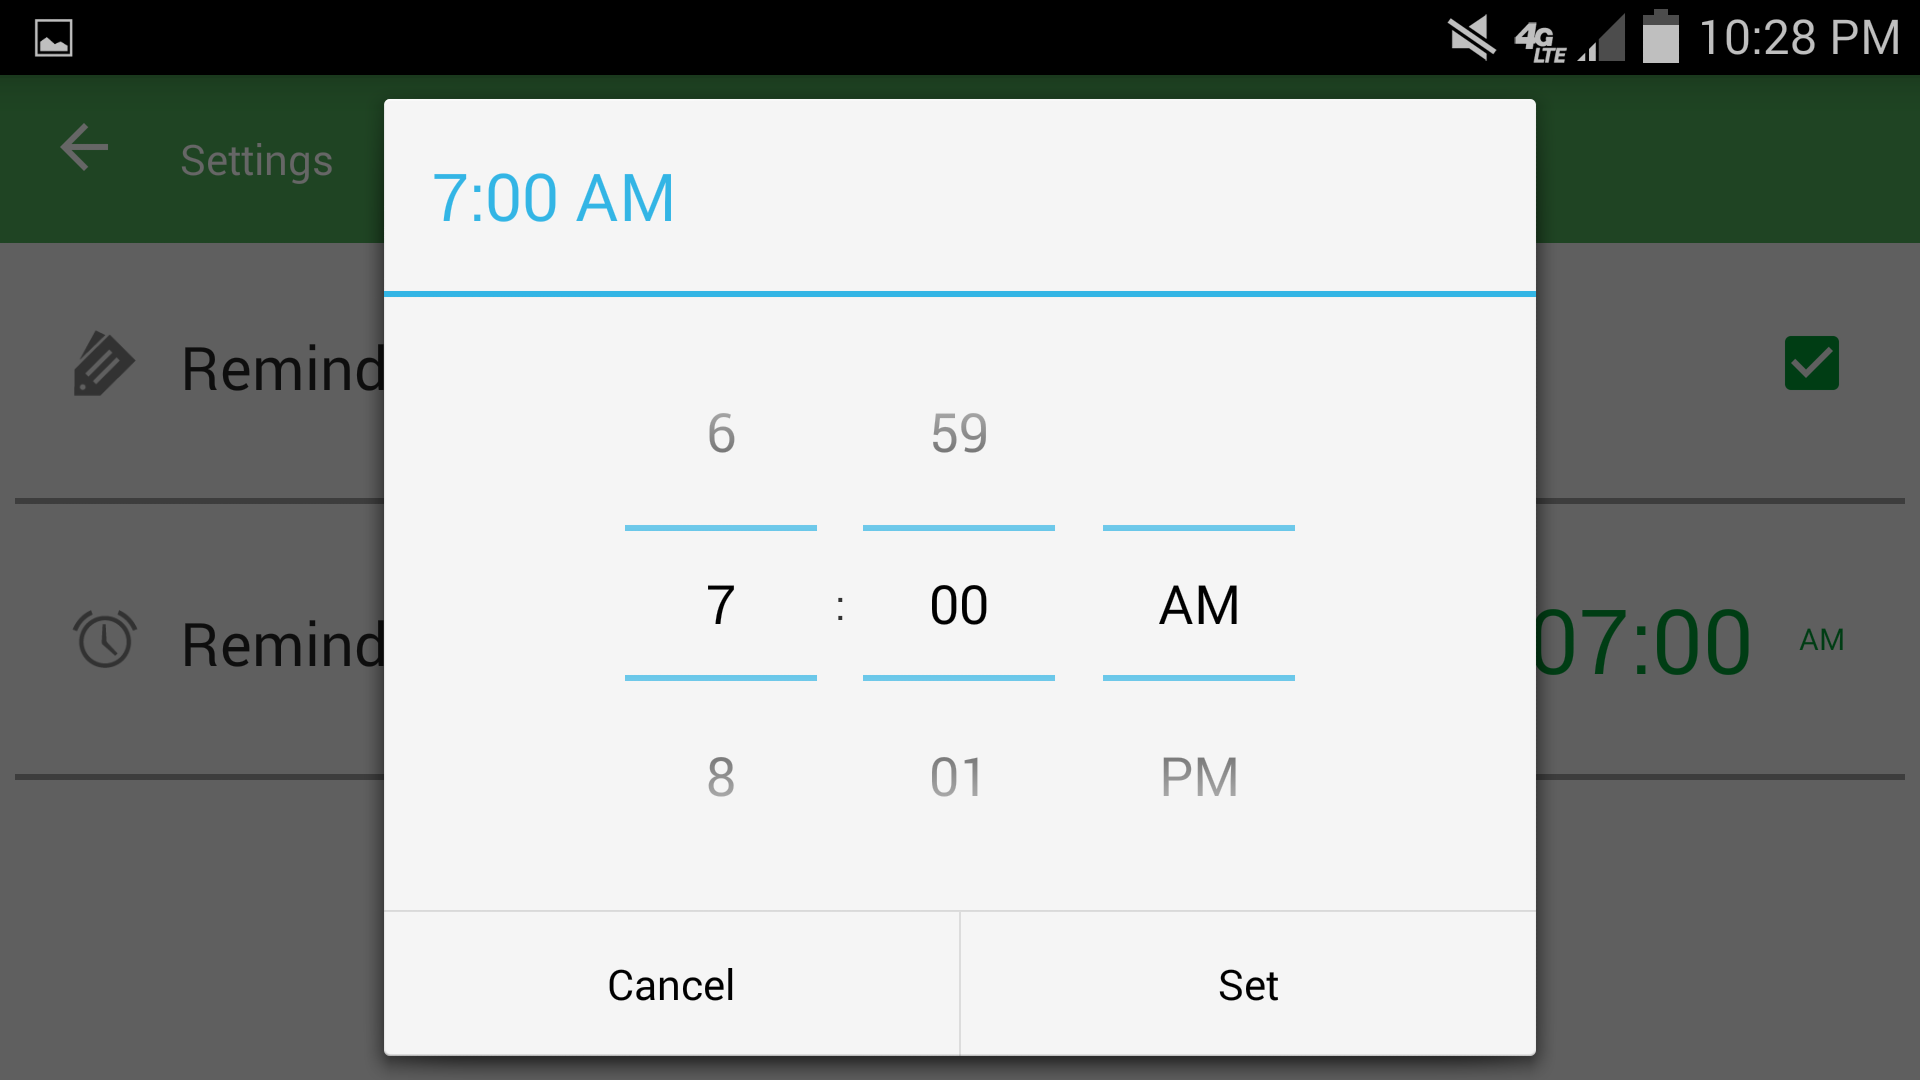 4G LTE 10:28 PM
Settings
7:00 AM
Remind
6 59
7 : 00 AM
Remind 07:00 AM
8 01 PM
Cancel Set